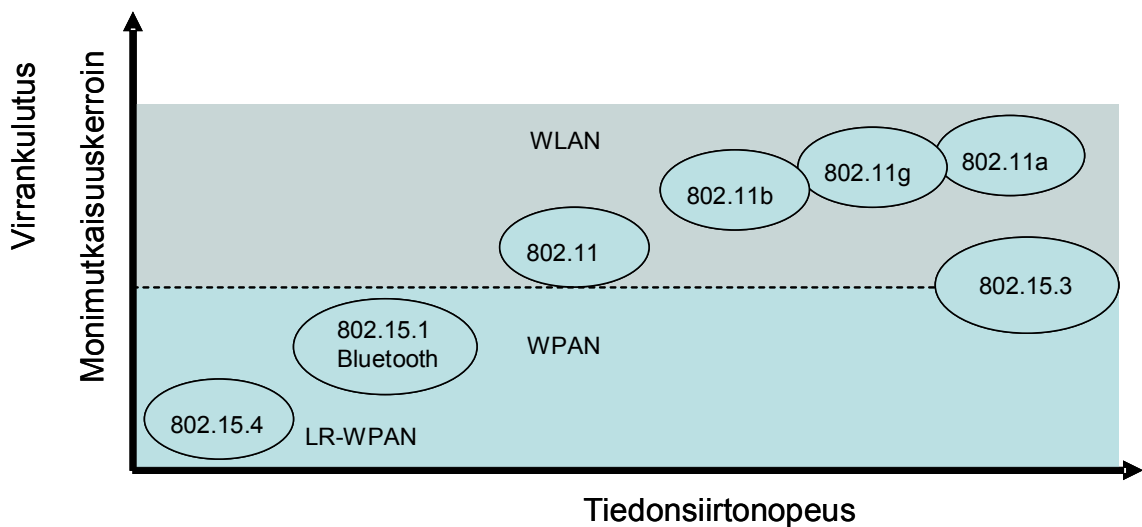 Virrankulutus
Monimutkaisuuskerroin
WLAN
802.11a
802.11g
802.11b
802.11
802.15.3
802.15.1
Bluetooth
WPAN
802.15.4
LR-WPAN
Tiedonsiirtonopeus